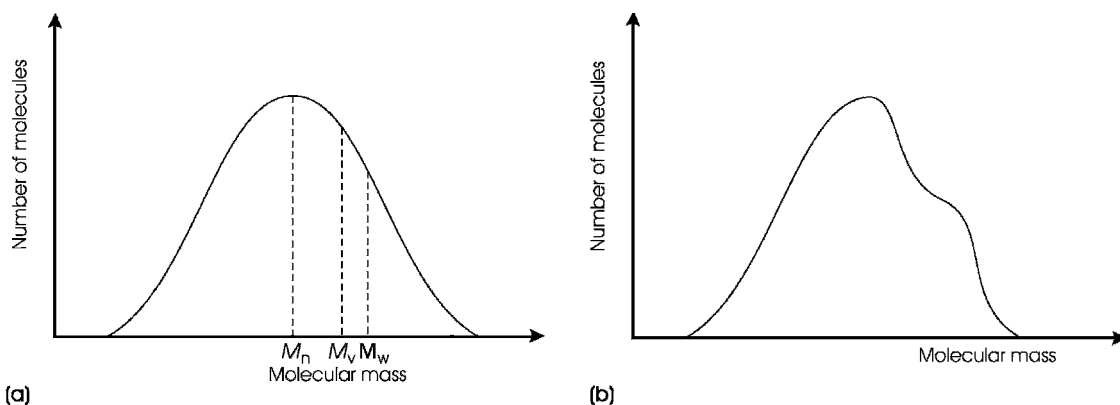 Number of molecules
Mn Mv Mw
Molecular mass
(a)
Number of molecules
Molecular mass
(b)